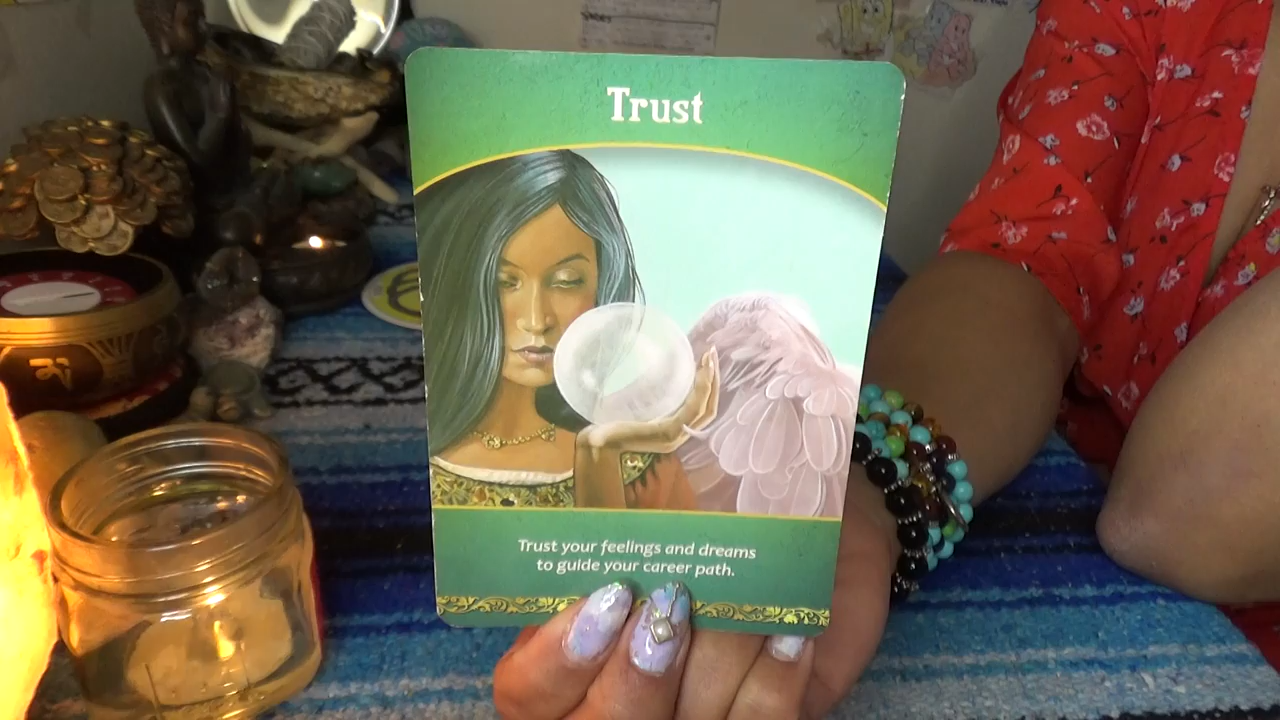 Trust
Trust your feelings and dreams
to guide your career path.